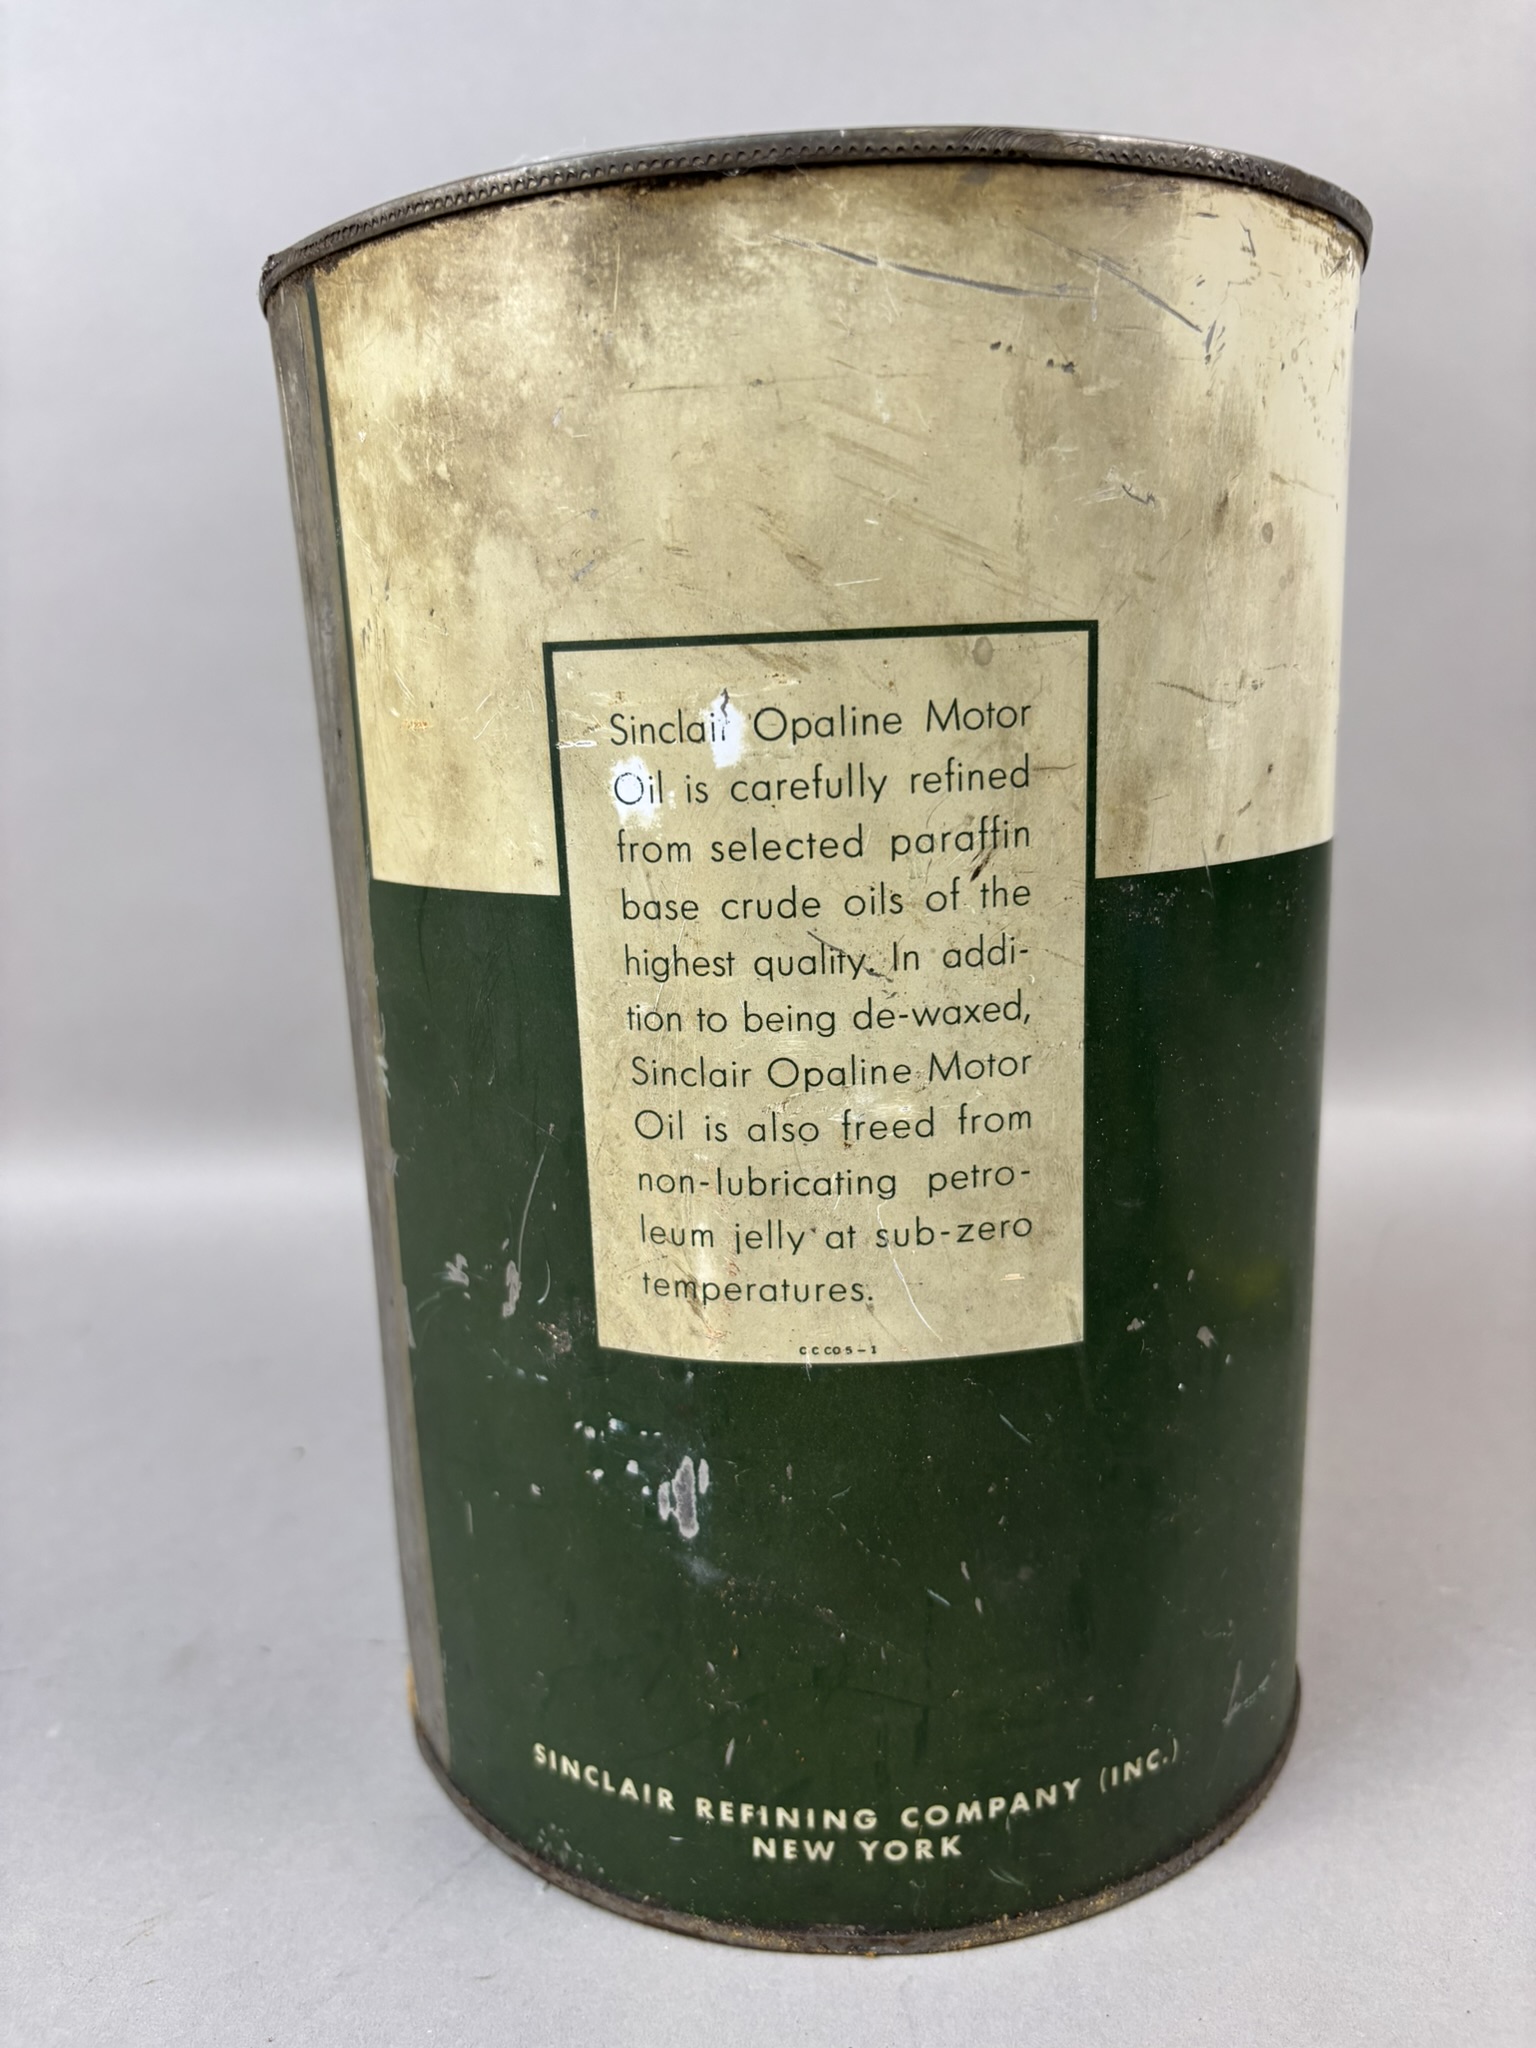 Sinclair Opaline Motor
Oil is carefully refined
from selected paraffin
base crude oils of the
highest quality. In addi-
tion to being de-waxed,
Sinclair Opaline Motor
Oil is also freed from
non-lubricating petro-
leum jelly at sub-zero
temperatures.
CCCO5-1
SINCLAIR REFINING COMPANY (INC.)
NEW YORK